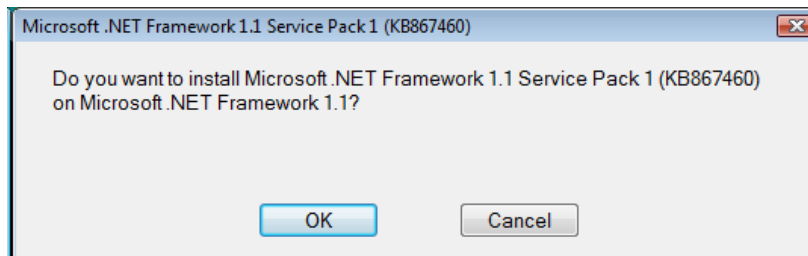 Microsoft .NET Framework 1.1 Service Pack 1 (KB867460)
Do you want to install Microsoft .NET Framework 1.1 Service Pack 1 (KB867460)
on Microsoft .NET Framework 1.1?
OK
Cancel